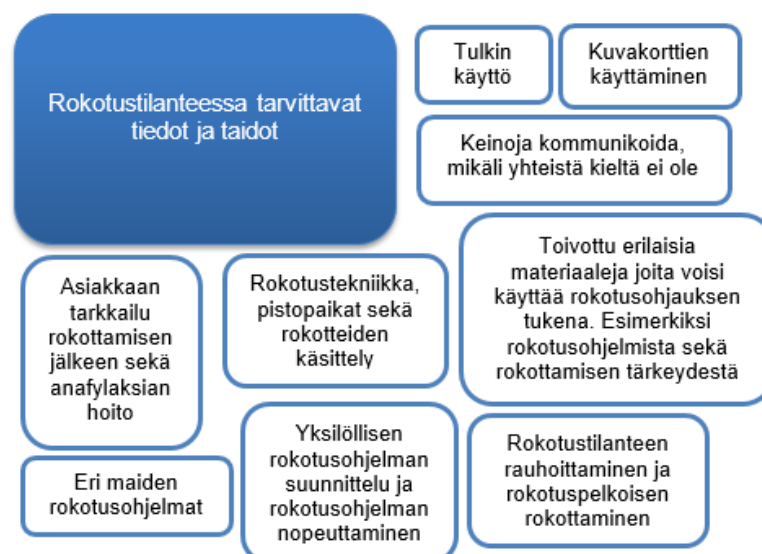 Rokotustilanteessa tarvittavat
tiedot ja taidot
Tulkin
käyttö
Kuvakorttien
käyttäminen
Keinoja kommunikoida,
mikäli yhteistä kieltä ei ole
Asiakkaan
tarkkailu
rokottamisen
jälkeen sekä
anafylaksian
hoito
Rokotustekniikka,
pistopaikat sekä
rokotteiden
käsittely
Toivottu erilaisia
materiaaleja joita voisi
käyttää rokotusohjauksen
tukena. Esimerkiksi
rokotusohjelmista sekä
rokottamisen tärkeydestä
Eri maiden
rokotusohjelmat
Yksilöllisen
rokotusohjelman
suunnittelu ja
rokotusohjelman
nopeuttaminen
Rokotustilanteen
rauhoittaminen ja
rokotuspelkoisen
rokottaminen